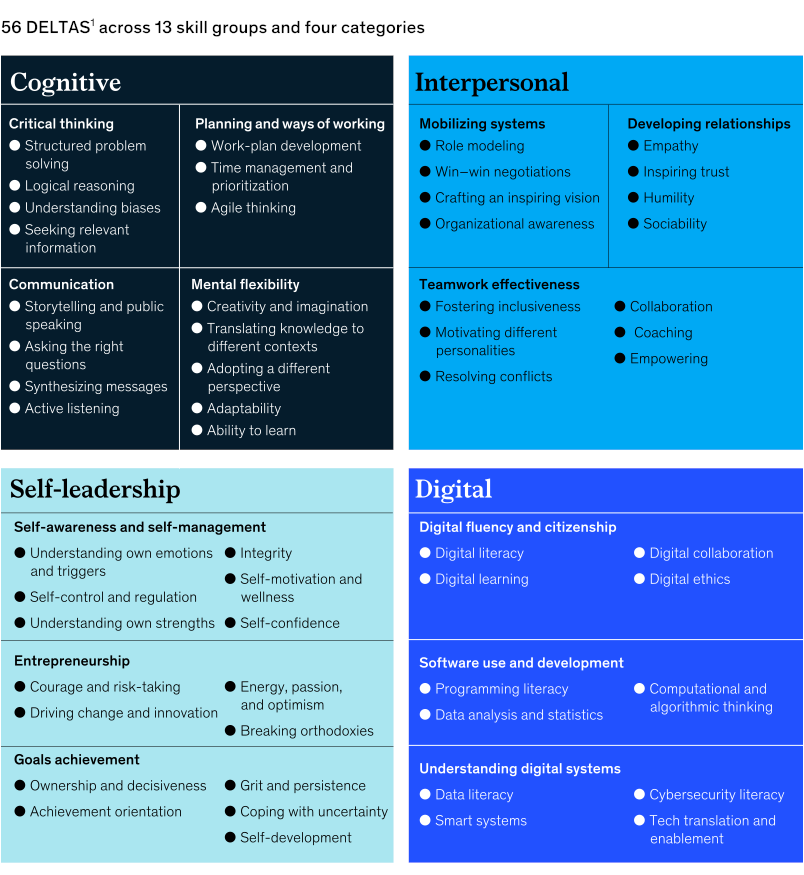 56 DELTAS¹ across 13 skill groups and four categories
Cognitive
Critical thinking
● Structured problem
solving
● Logical reasoning
● Understanding biases
● Seeking relevant
information
Planning and ways of working
● Work-plan development
● Time management and
prioritization
● Agile thinking
Communication
● Storytelling and public
speaking
● Asking the right
questions
● Synthesizing messages
● Active listening
Mental flexibility
● Creativity and imagination
● Translating knowledge to
different contexts
● Adopting a different
perspective
● Adaptability
● Ability to learn
Interpersonal
Mobilizing systems
● Role modeling
● Win–win negotiations
● Crafting an inspiring vision
● Organizational awareness
Developing relationships
● Empathy
● Inspiring trust
● Humility
● Sociability
Teamwork effectiveness
● Fostering inclusiveness
● Motivating different
personalities
● Resolving conflicts
● Collaboration
● Coaching
● Empowering
Self-leadership
Self-awareness and self-management
● Understanding own emotions
and triggers
● Self-control and regulation
● Understanding own strengths
● Integrity
● Self-motivation and
wellness
● Self-confidence
Entrepreneurship
● Courage and risk-taking
● Driving change and innovation
● Energy, passion,
and optimism
● Breaking orthodoxies
Goals achievement
● Ownership and decisiveness
● Achievement orientation
● Grit and persistence
● Coping with uncertainty
● Self-development
Digital
Digital fluency and citizenship
● Digital literacy
● Digital learning
● Digital collaboration
● Digital ethics
Software use and development
● Programming literacy
● Data analysis and statistics
● Computational and
algorithmic thinking
Understanding digital systems
● Data literacy
● Smart systems
● Cybersecurity literacy
● Tech translation and
enablement